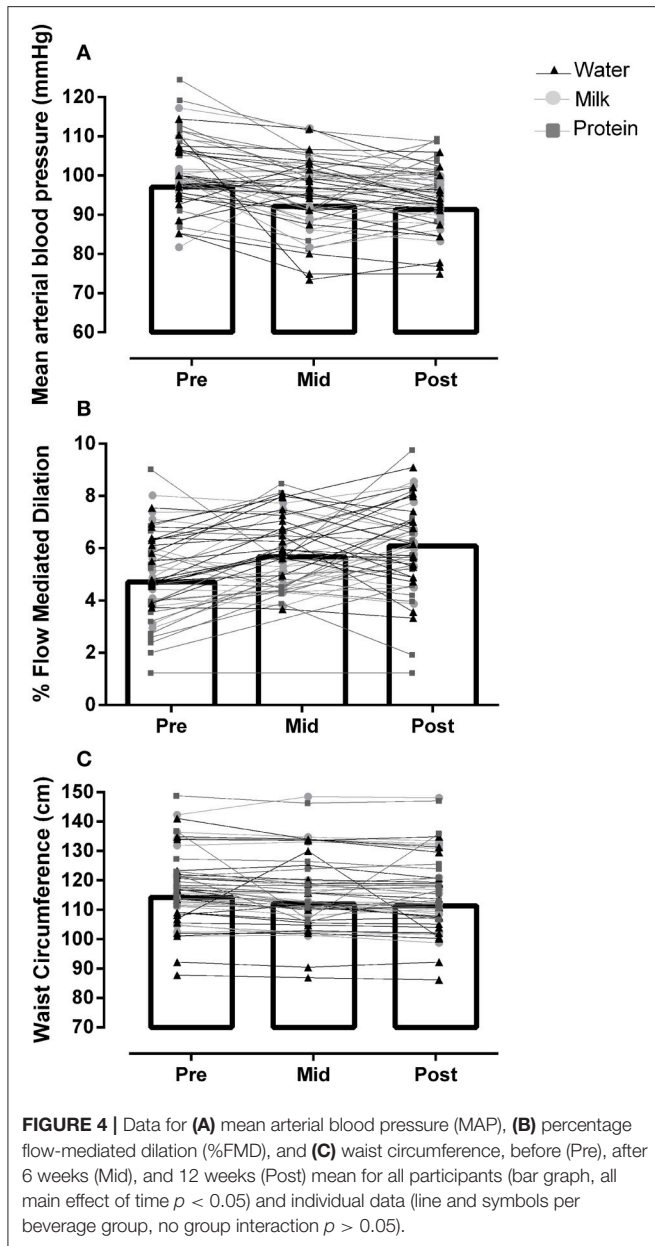 A
Mean arterial blood pressure (mmHg)
120
110
100
90
80
70
60
Pre Mid Post
Water
Milk
Protein
B
% Flow Mediated Dilation
10
8
6
4
2
0
Pre Mid Post
C
Waist Circumference (cm)
150
140
130
120
110
100
90
80
70
Pre Mid Post
FIGURE 4 | Data for (A) mean arterial blood pressure (MAP), (B) percentage
flow-mediated dilation (%FMD), and (C) waist circumference, before (Pre), after
6 weeks (Mid), and 12 weeks (Post) mean for all participants (bar graph, all
main effect of time p < 0.05) and individual data (line and symbols per
beverage group, no group interaction p > 0.05).